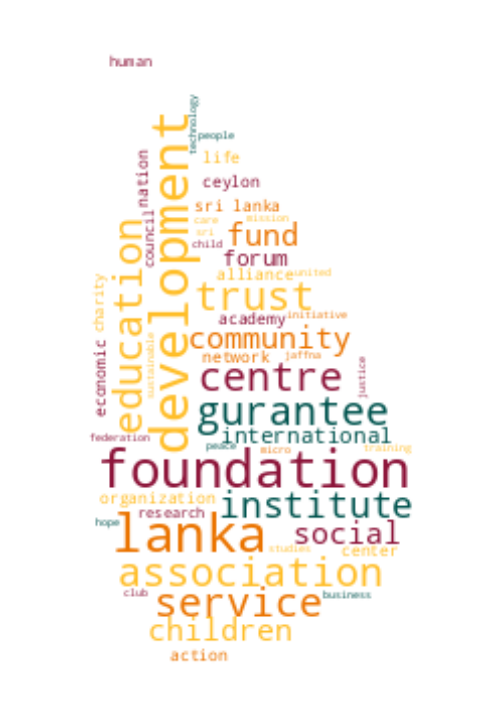 human
technology
people
development
nation
life
ceylon
sri lanka
council
care
mission
sri
education
child
fund
forum
charity
alliance
united
trust
academy
initiative
sustainable
community
economic
network
jaffna
justice
centre
gurantee
federation
international
peace
micro
training
foundation
organization
institute
research
hope
lanka
social
studies
center
association
club
service
business
children
action